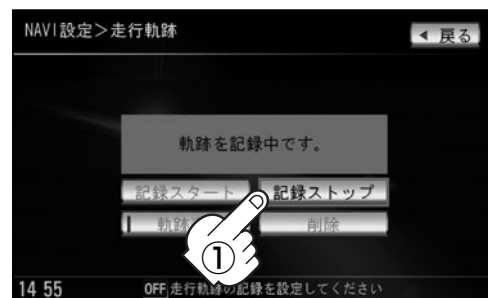 NAVI設定＞走行軌跡
◀ 戻る
軌跡を記録中です。
記録スタート
記録ストップ
軌跡
削除
①
14 55
OFF 走行軌跡の記録を設定してください